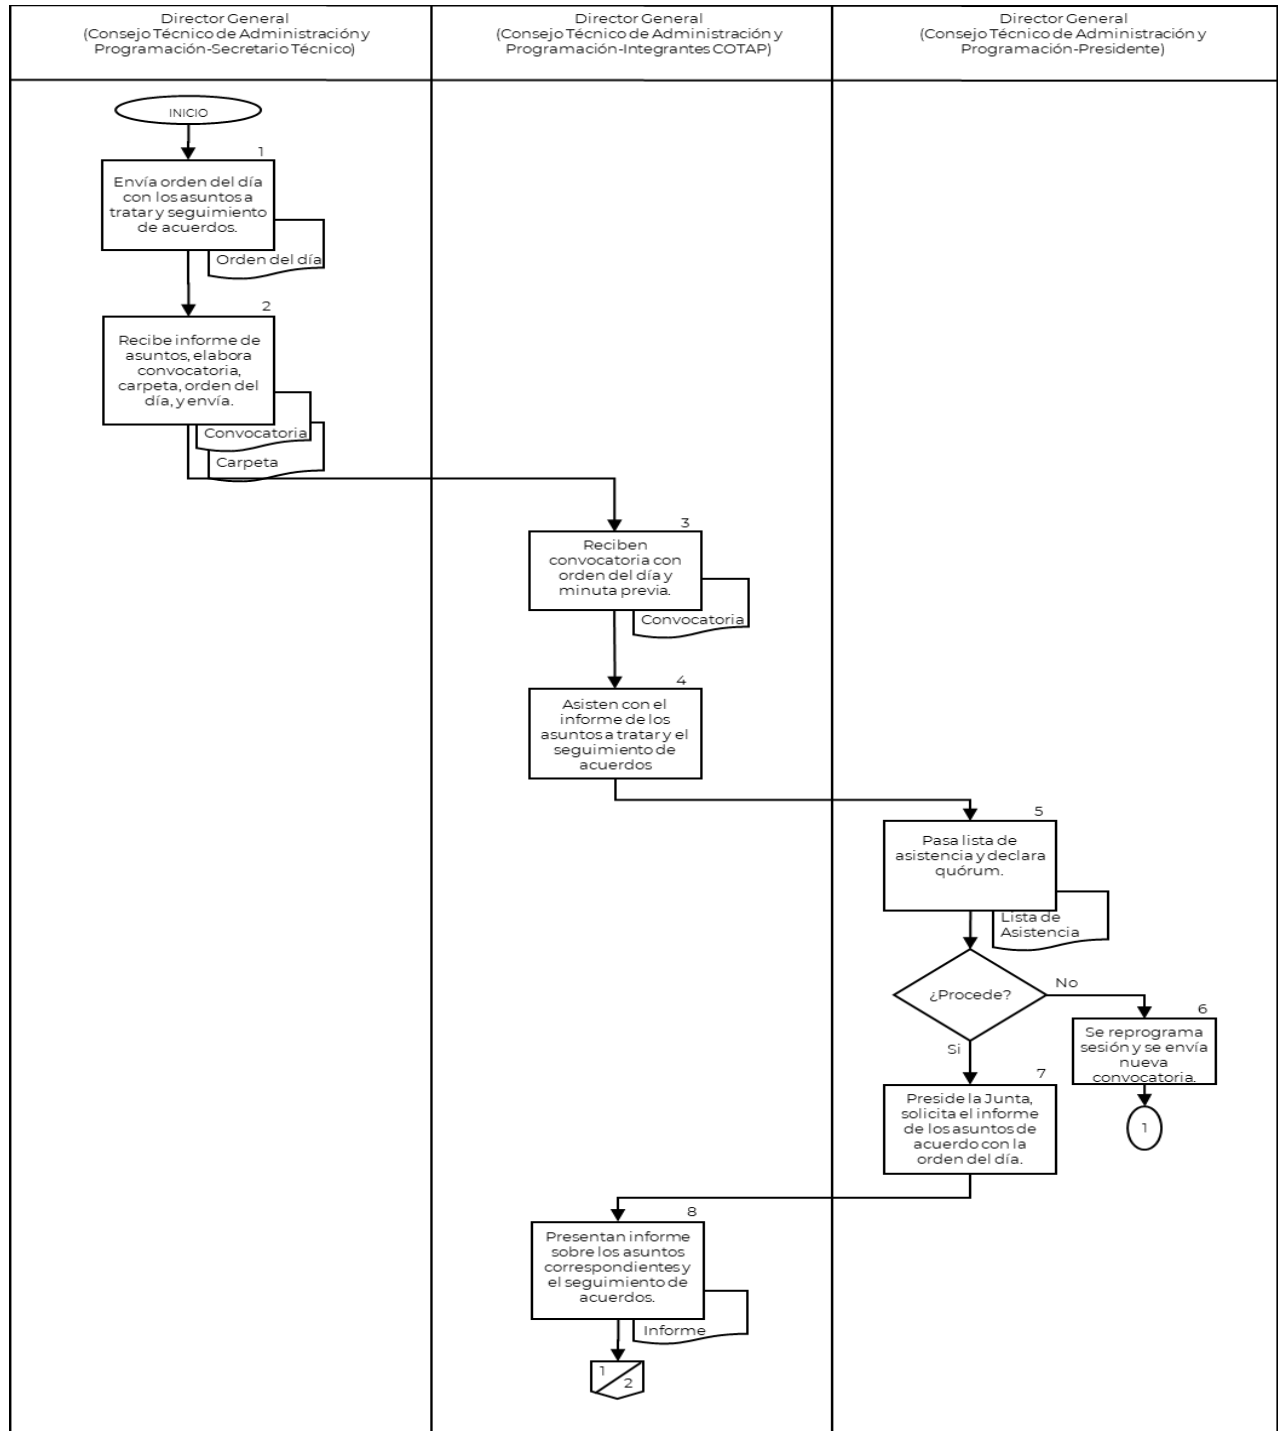 Director General
(Consejo Técnico de Administración y
Programación-Secretario Técnico)
Director General
(Consejo Técnico de Administración y
Programación-Integrantes COTAP)
Director General
(Consejo Técnico de Administración y
Programación-Presidente)
INICIO
1
Envía orden del día
con los asuntos a
tratar y seguimiento
de acuerdos.
Orden del día
2
Recibe informe de
asuntos, elabora
convocatoria,
carpeta, orden del
día, y envía.
Convocatoria
Carpeta
3
Reciben
convocatoria con
orden del día y
minuta previa.
Convocatoria
4
Asisten con el
informe de los
asuntos a tratar y el
seguimiento de
acuerdos
5
Pasa lista de
asistencia y declara
quórum.
Lista de
Asistencia
¿Procede?
No
6
Se reprograma
sesión y se envía
nueva
convocatoria.
1
Si
7
Preside la Junta,
solicita el informe
de los asuntos de
acuerdo con la
orden del día.
8
Presentan informe
sobre los asuntos
correspondientes y
el seguimiento de
acuerdos.
Informe
1
2